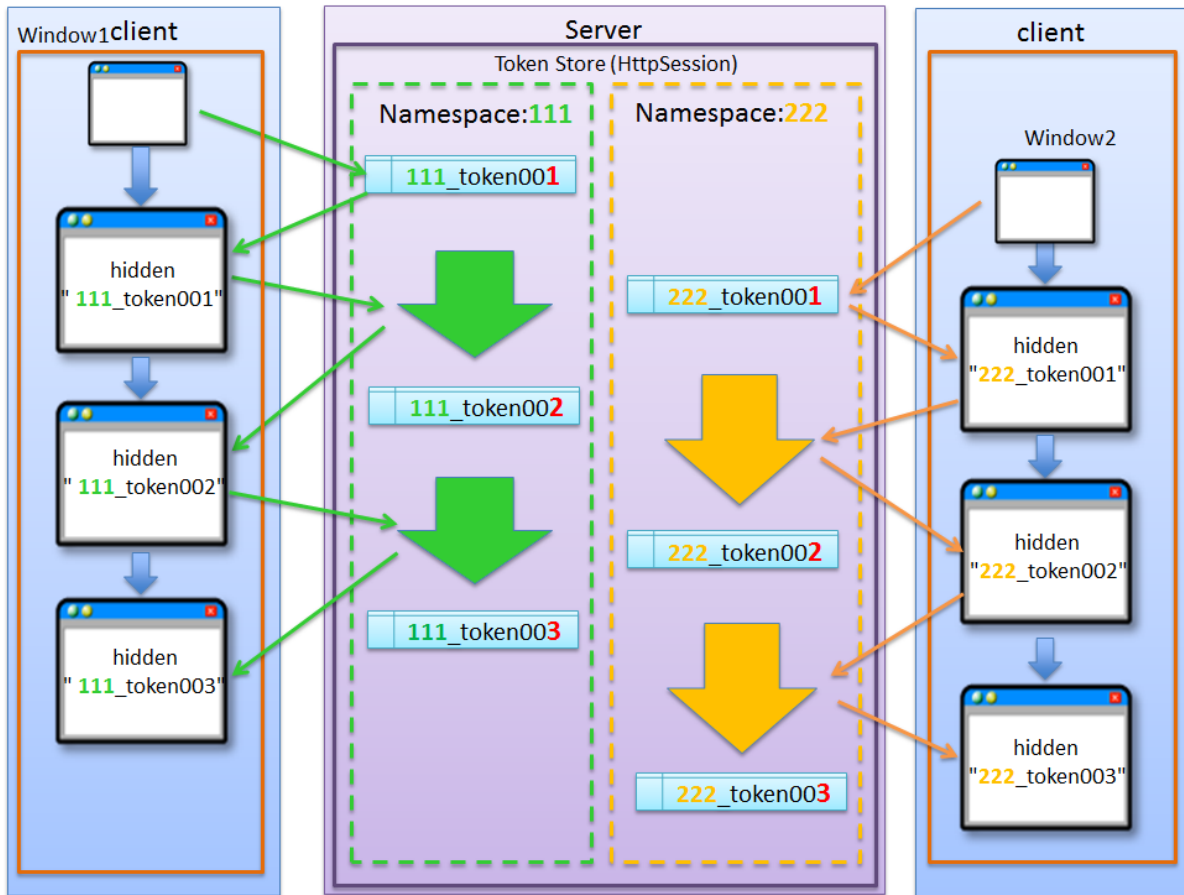 Window1 client
hidden
" 111_token001"
hidden
" 111_token002"
hidden
" 111_token003"
Server
Token Store (HttpSession)
Namespace:111
111_token001
111_token002
111_token003
Namespace:222
222_token001
222_token002
222_token003
client
Window2
hidden
"222_token001"
hidden
"222_token002"
hidden
"222_token003"